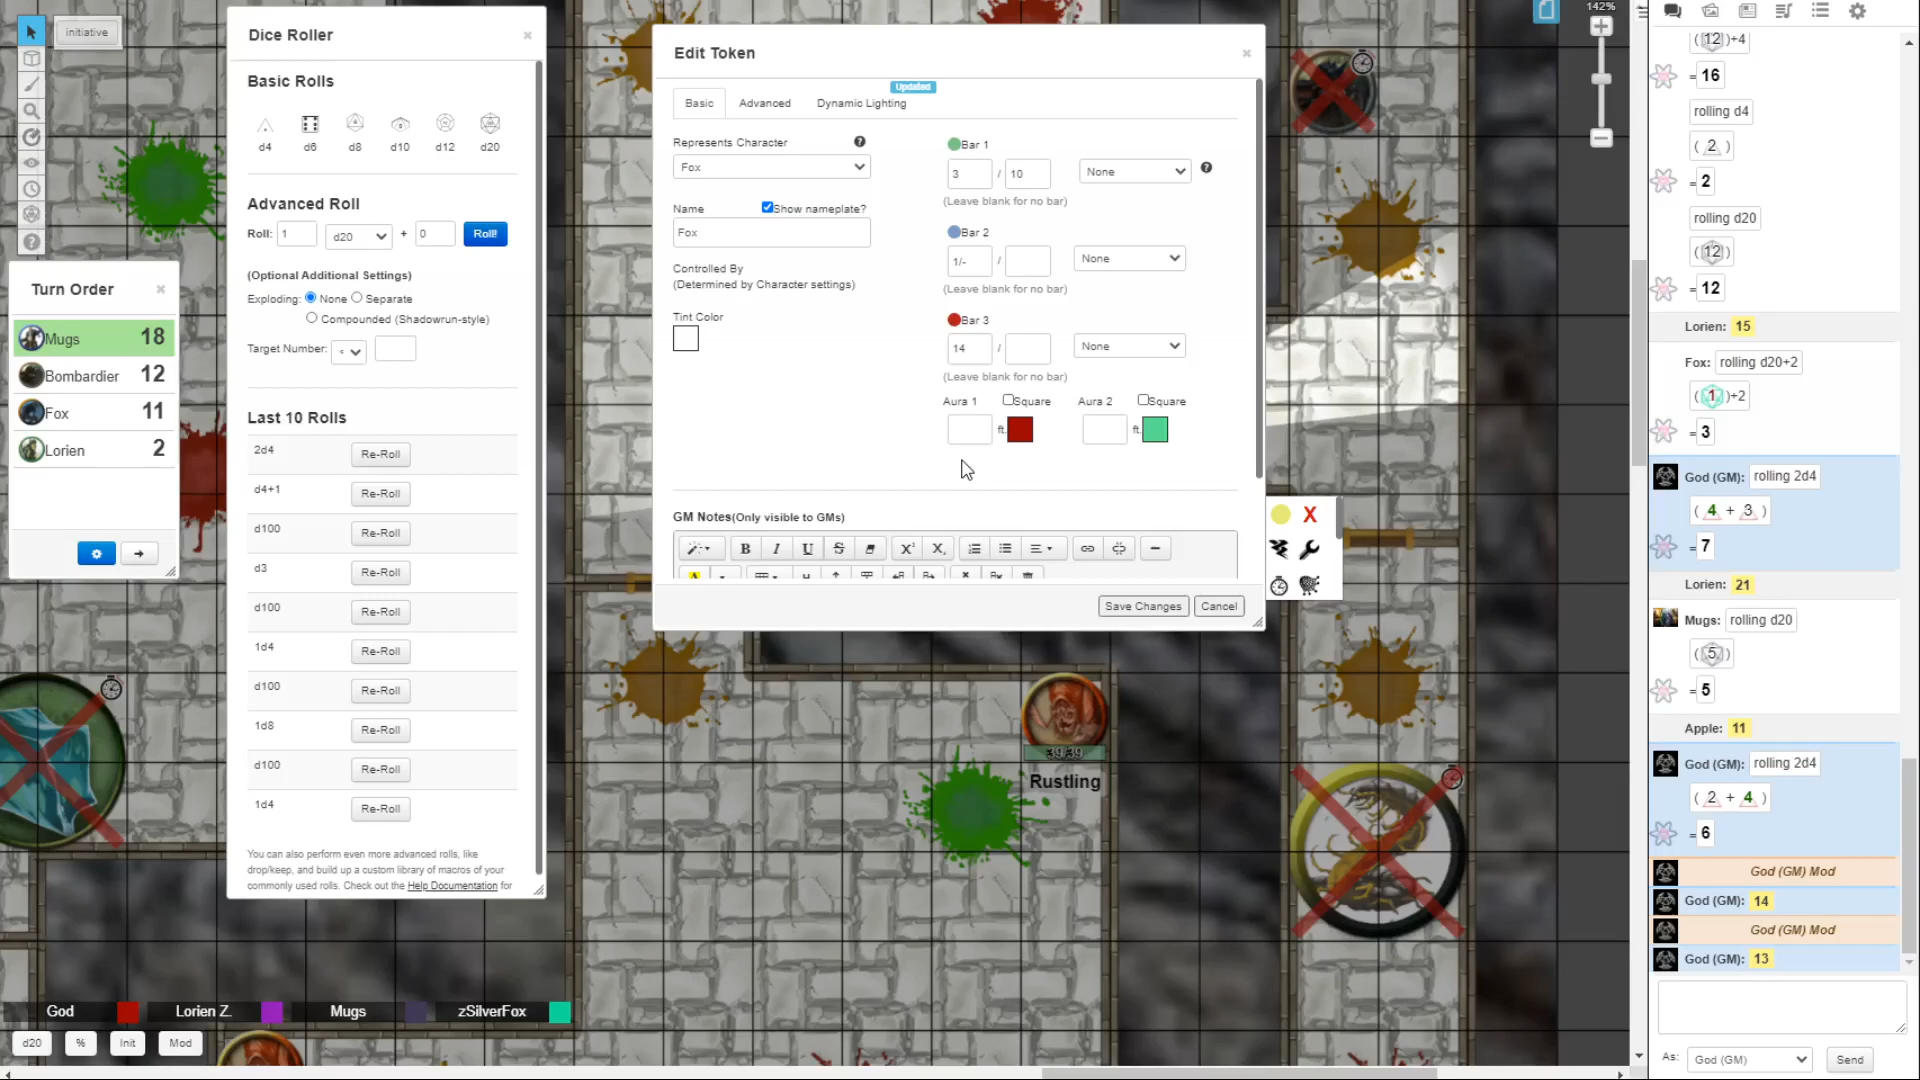 initiative
Dice Roller
Basic Rolls
d4
d6
d8
d10
d12
d20
Advanced Roll
Roll: 1 d20 + 0 Roll!
(Optional Additional Settings)
Exploding: None Separate
Compounded (Shadowrun-style)
Target Number: <
Last 10 Rolls
2d4 Re-Roll
d4+1 Re-Roll
d100 Re-Roll
d3 Re-Roll
d100 Re-Roll
1d4 Re-Roll
d100 Re-Roll
1d8 Re-Roll
d100 Re-Roll
1d4 Re-Roll
You can also perform even more advanced rolls, like
drop/keep, and build up a custom library of macros of your
commonly used rolls. Check out the Help Documentation for
Turn Order
Mugs 18
Bombardier 12
Fox 11
Lorien 2
Edit Token
Updated
Basic Advanced Dynamic Lighting
Represents Character
Fox
Name Show nameplate?
Fox
Controlled By
(Determined by Character settings)
Tint Color
Bar 1
3 / 10 None
(Leave blank for no bar)
Bar 2
1/- / None
(Leave blank for no bar)
Bar 3
14 / None
(Leave blank for no bar)
Aura 1 Square Aura 2 Square
ft. ft.
GM Notes(Only visible to GMs)
B I U S X² X,
Save Changes Cancel
X
39 39
Rustling
142%
(12)+4
=16
rolling d4
( 2 )
=2
rolling d20
(12)
=12
Lorien: 15
Fox: rolling d20+2
(1)+2
=3
God (GM): rolling 2d4
( 4 + 3 )
=7
Lorien: 21
Mugs: rolling d20
(5)
=5
Apple: 11
God (GM): rolling 2d4
( 2 + 4 )
=6
God (GM) Mod
God (GM): 14
God (GM) Mod
God (GM): 13
As: God (GM) Send
God
Lorien Z.
Mugs
zSilverFox
d20 % Init Mod